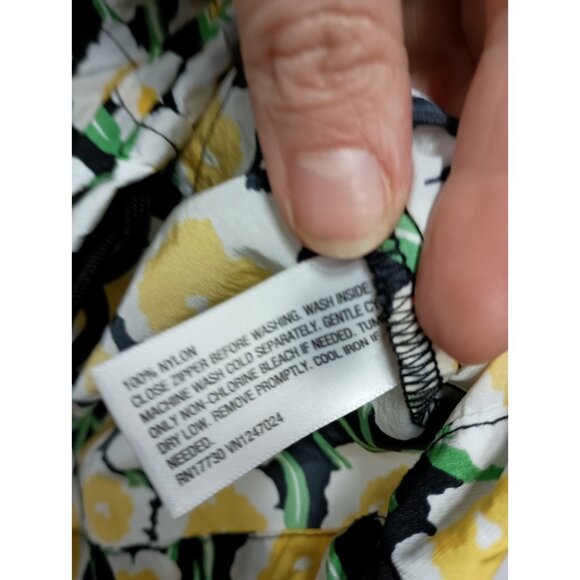 100% NYLON
CLOSE ZIPPER BEFORE WASHING. WASH INSIDE
MACHINE WASH COLD SEPARATELY. GENTLE
ONLY NON-CHLORINE BLEACH IF NEEDED.
DRY LOW. REMOVE PROMPTLY. COOL IRON IF
NEEDED.
RN17730 VN1247024